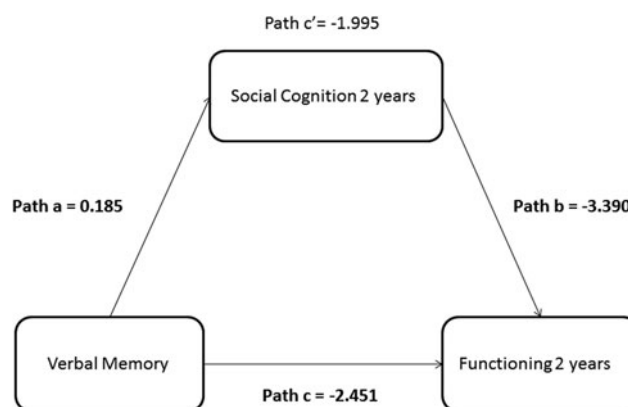 Path c’= -1.995
Social Cognition 2 years
Path a = 0.185
Path b = -3.390
Verbal Memory
Functioning 2 years
Path c = -2.451